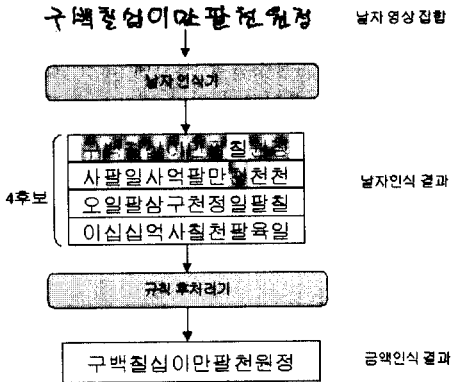 구백칠십이만팔천원정
낱자 영상 집합
낱자 인식기
칠
사팔일사억팔만 천천
4후보
낱자인식 결과
오일팔삼구천정일팔칠
이십십억사칠천팔육일
규칙 후처리기
구백칠십이만팔천원정
금액인식 결과